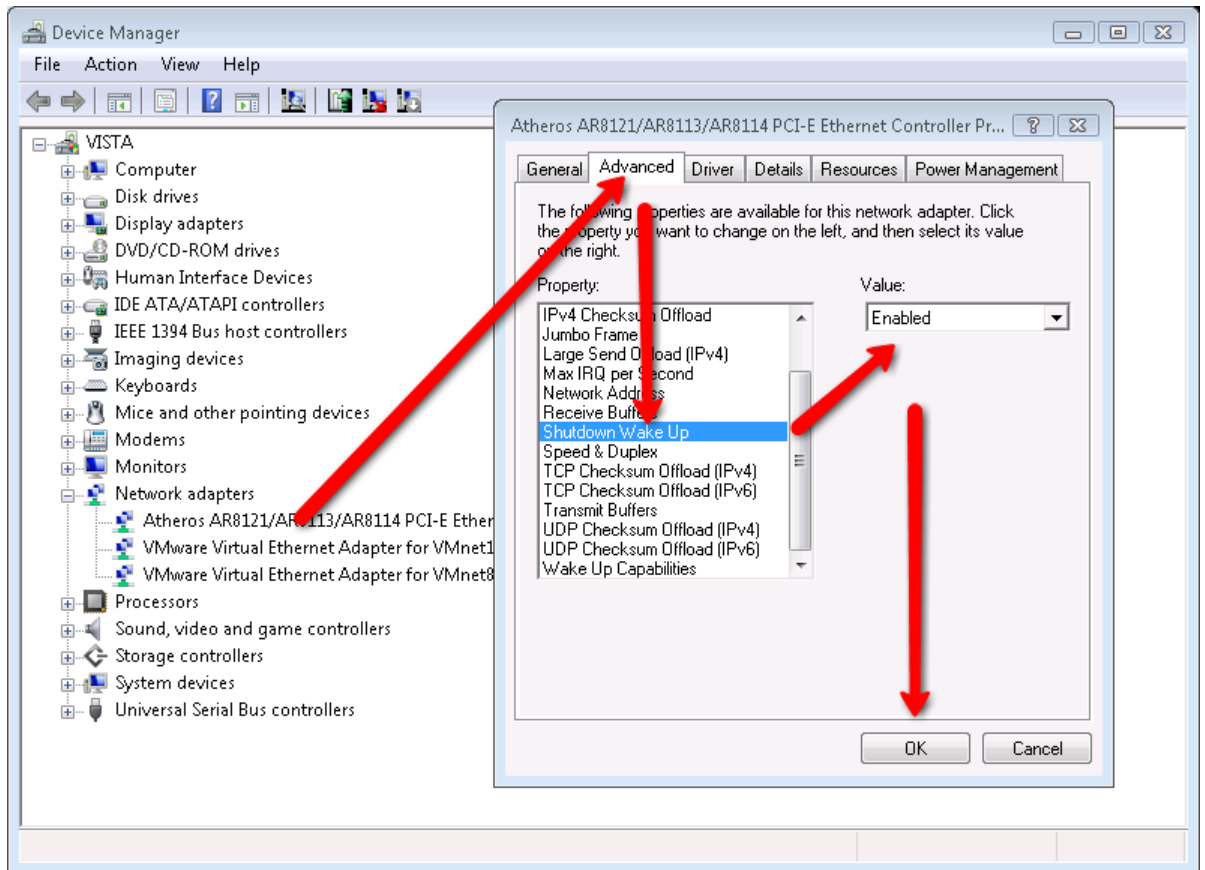 Device Manager
File Action View Help
VISTA
Computer
Disk drives
Display adapters
DVD/CD-ROM drives
Human Interface Devices
IDE ATA/ATAPI controllers
IEEE 1394 Bus host controllers
Imaging devices
Keyboards
Mice and other pointing devices
Modems
Monitors
Network adapters
Atheros AR8121/AR8113/AR8114 PCI-E Ether
VMware Virtual Ethernet Adapter for VMnet1
VMware Virtual Ethernet Adapter for VMnet8
Processors
Sound, video and game controllers
Storage controllers
System devices
Universal Serial Bus controllers
Atheros AR8121/AR8113/AR8114 PCI-E Ethernet Controller Pr...
General Advanced Driver Details Resources Power Management
The following properties are available for this network adapter. Click
the property you want to change on the left, and then select its value
on the right.
Property:
Value:
IPv4 Checksum Offload
Jumbo Frame
Large Send Offload (IPv4)
Max IRQ per Second
Network Address
Receive Buffers
Shutdown Wake Up
Speed & Duplex
TCP Checksum Offload (IPv4)
TCP Checksum Offload (IPv6)
Transmit Buffers
UDP Checksum Offload (IPv4)
UDP Checksum Offload (IPv6)
Wake Up Capabilities
Enabled
OK Cancel